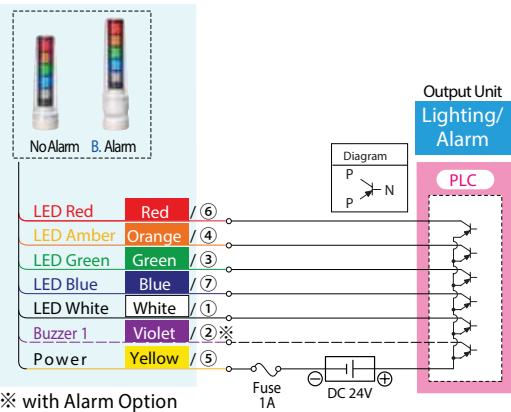 No Alarm B. Alarm
Output Unit
Lighting/
Alarm
Diagram
P
N
P
PLC
LED Red Red / ⑥
LED Amber Orange / ④
LED Green Green / ③
LED Blue Blue / ⑦
LED White White / ①
Buzzer 1 Violet / ②※
Power Yellow / ⑤
Fuse
1A
⊖ DC 24V ⊕
※ with Alarm Option